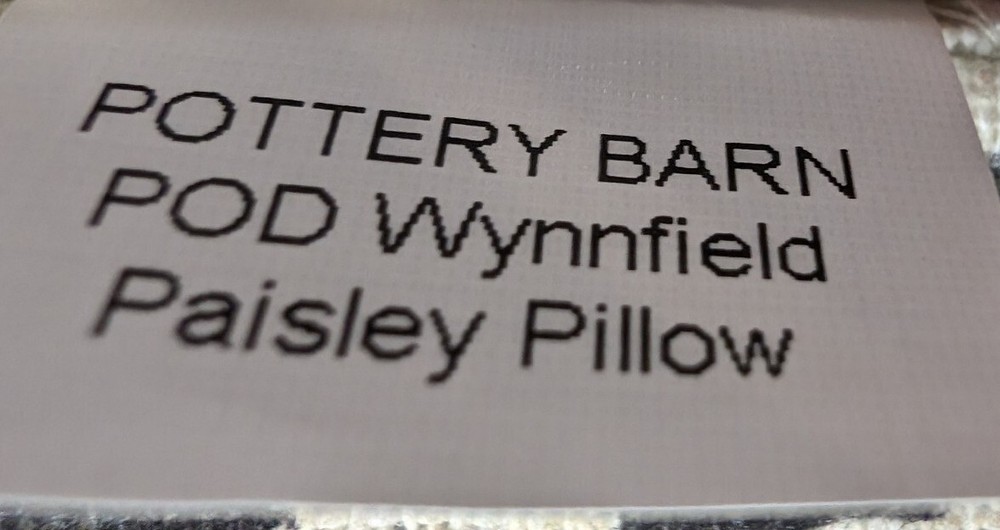 POTTERY BARN
POD Wynnfield
Paisley Pillow